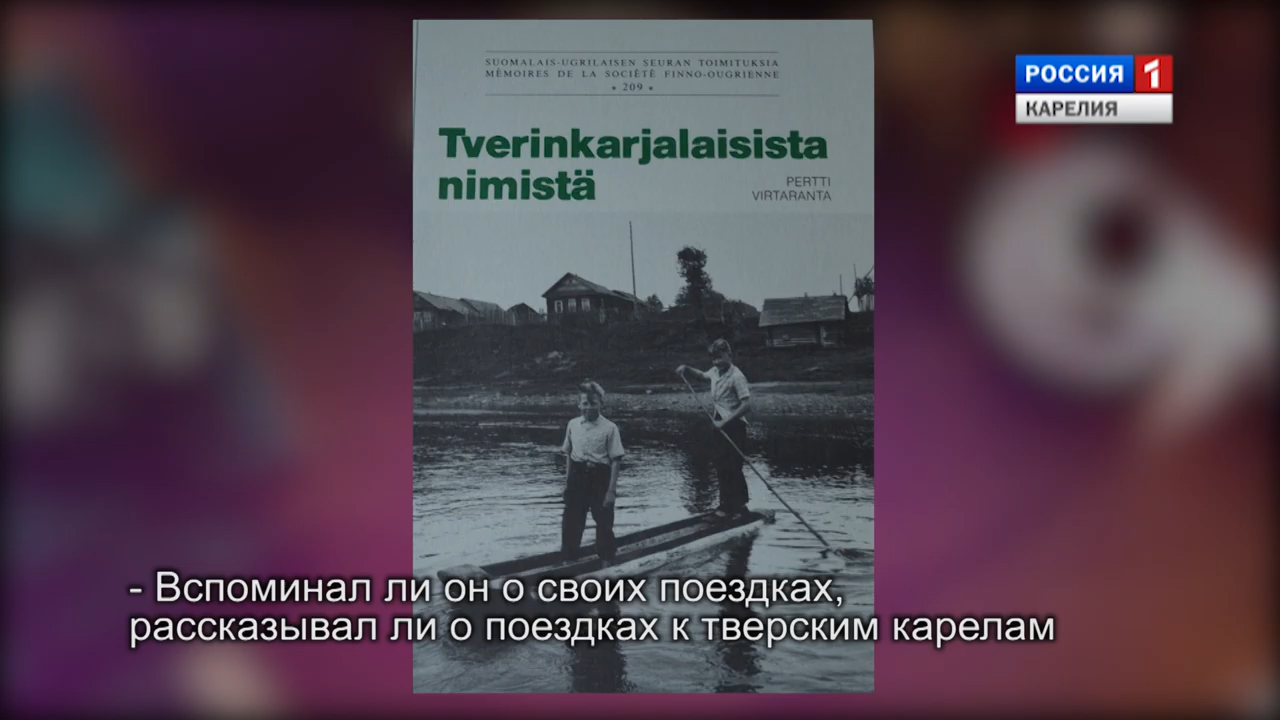 SUOMALAIS-UGRILAISEN SEURAN TOIMITUKSIA
MÉMOIRES DE LA SOCIÉTÉ FINNO-OUGRIENNE
• 209 •
РОССИЯ 1
КАРЕЛИЯ
Tverinkarjalaisista
nimistä
PERTTI
VIRTARANTA
- Вспоминал ли он о своих поездках,
рассказывал ли о поездках к тверским карелам